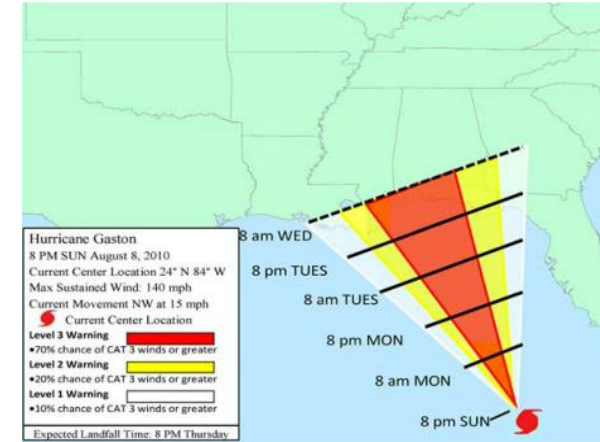 8 am WED
8 pm TUES
8 am TUES
8 pm MON
8 am MON
8 pm SUN
Hurricane Gaston
8 PM SUN August 8, 2010
Current Center Location 24° N 84° W
Max Sustained Wind: 140 mph
Current Movement NW at 15 mph
Current Center Location
Level 3 Warning
•70% chance of CAT 3 winds or greater
Level 2 Warning
•20% chance of CAT 3 winds or greater
Level 1 Warning
•10% chance of CAT 3 winds or greater
Expected Landfall Time: 8 PM Thursday